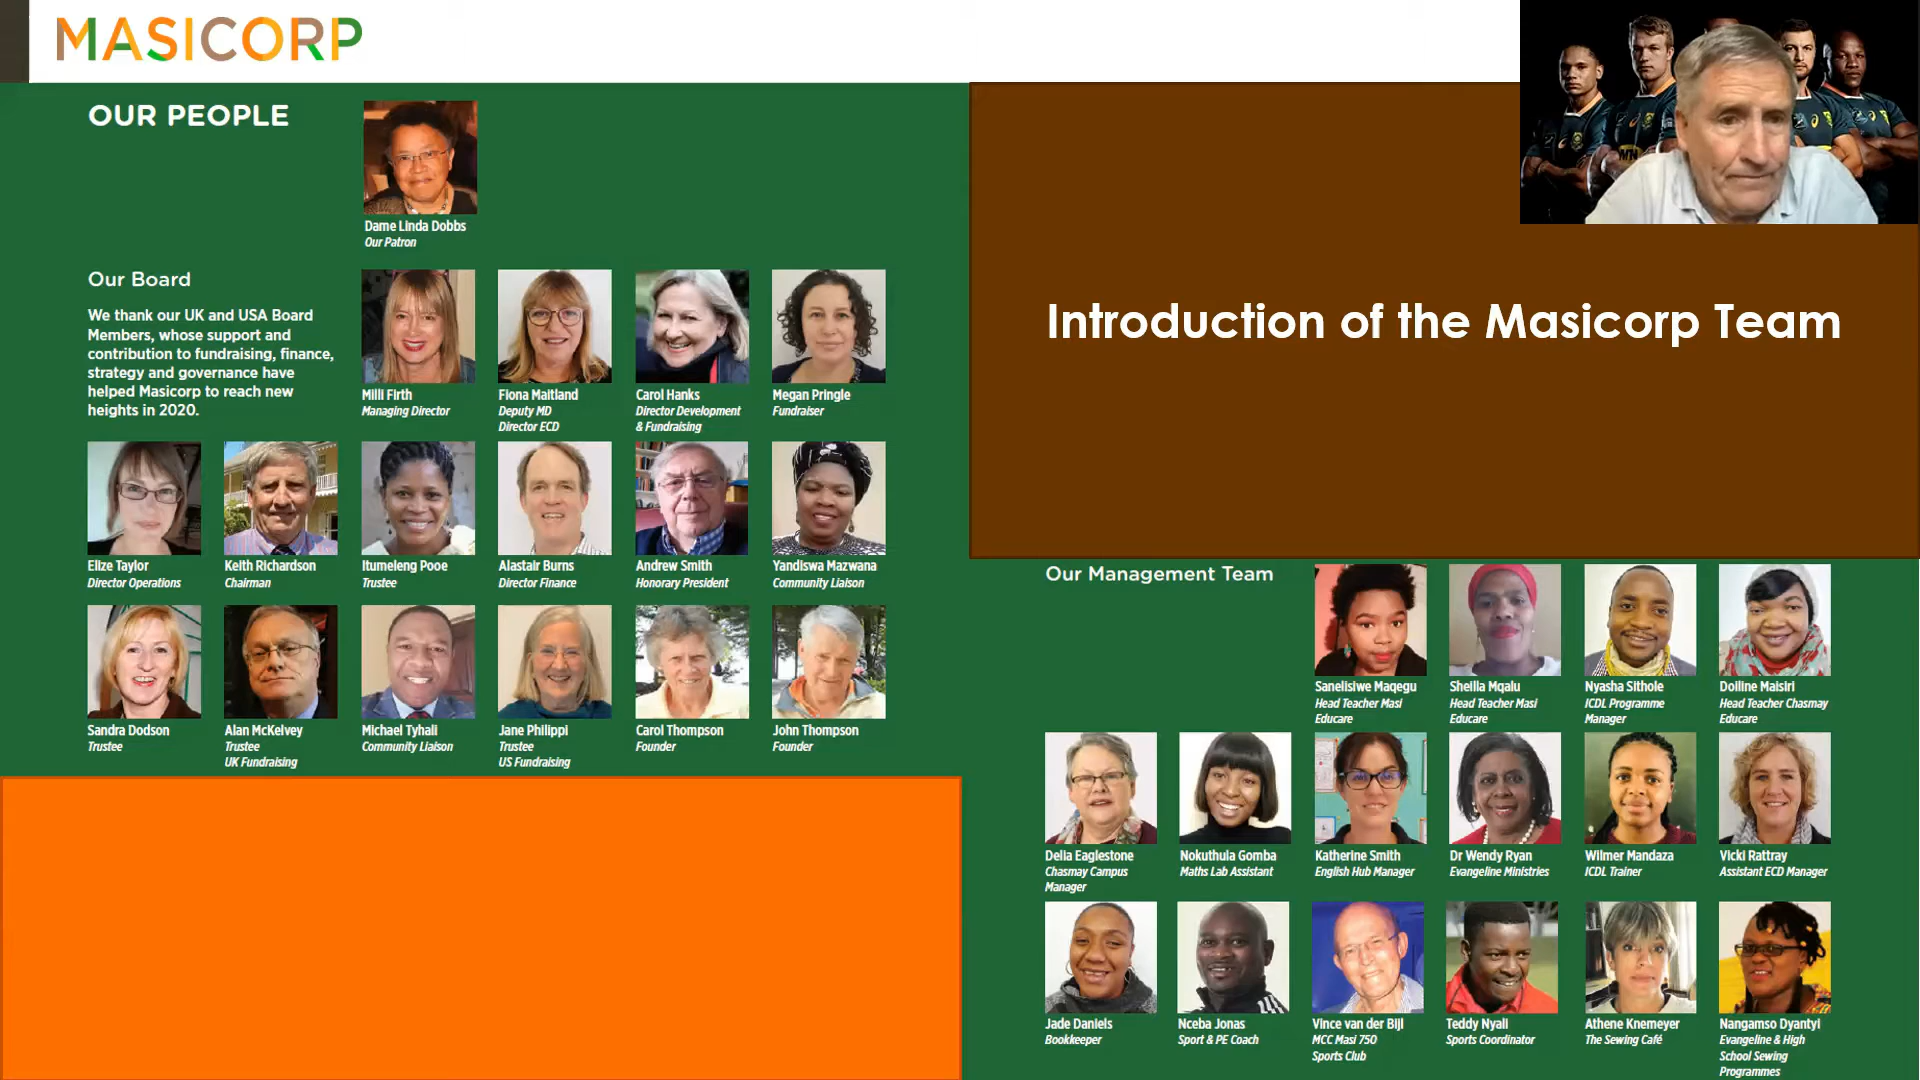 MASICORP
OUR PEOPLE
Dame Linda Dobbs
Our Patron
Our Board
We thank our UK and USA Board
Members, whose support and
contribution to fundraising, finance,
strategy and governance have
helped Masicorp to reach new
heights in 2020.
Milli Firth
Managing Director
Fiona Maitland
Deputy MD
Director ECD
Carol Hanks
Director Development
& Fundraising
Megan Pringle
Fundraiser
Elize Taylor
Director Operations
Keith Richardson
Chairman
Itumeleng Pooe
Trustee
Alastair Burns
Director Finance
Andrew Smith
Honorary President
Yandiswa Mazwana
Community Liaison
Sandra Dodson
Trustee
Alan McKelvey
Trustee
UK Fundraising
Michael Tyhali
Community Liaison
Jane Philippi
Trustee
US Fundraising
Carol Thompson
Founder
John Thompson
Founder
Introduction of the Masicorp Team
Our Management Team
Sanelisiwe Maqegu
Head Teacher Masi
Educare
Sheilla Mqalu
Head Teacher Masi
Educare
Nyasha Sithole
ICDL Programme
Manager
Doiline Maisiri
Head Teacher Chasmay
Educare
Delia Eaglestone
Chasmay Campus
Manager
Nokuthula Gomba
Maths Lab Assistant
Katherine Smith
English Hub Manager
Dr Wendy Ryan
Evangeline Ministries
Wilmer Mandaza
ICDL Trainer
Vicki Rattray
Assistant ECD Manager
Jade Daniels
Bookkeeper
Nceba Jonas
Sport & PE Coach
Vince van der Bijl
MCC Masi 750
Sports Club
Teddy Nyali
Sports Coordinator
Athene Knemeyer
The Sewing Café
Nangamso Dyantyi
Evangeline & High
School Sewing
Programmes